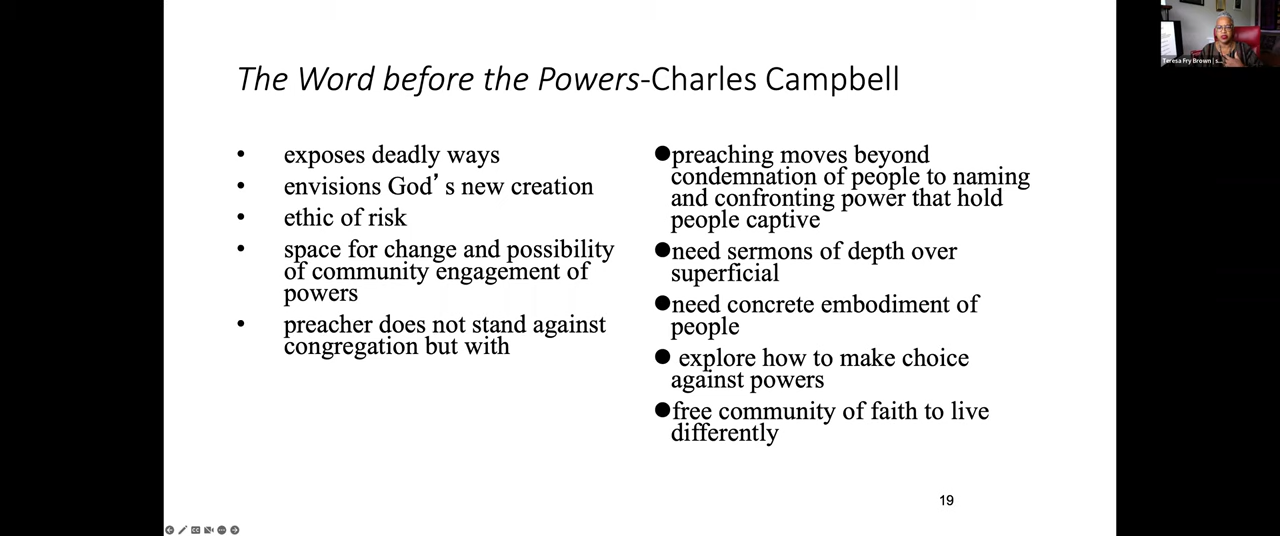 The Word before the Powers-Charles Campbell
• exposes deadly ways
• envisions God’s new creation
• ethic of risk
• space for change and possibility
of community engagement of
powers
• preacher does not stand against
congregation but with
●preaching moves beyond
condemnation of people to naming
and confronting power that hold
people captive
●need sermons of depth over
superficial
●need concrete embodiment of
people
● explore how to make choice
against powers
●free community of faith to live
differently
19
Teresa Fry Brown | s...